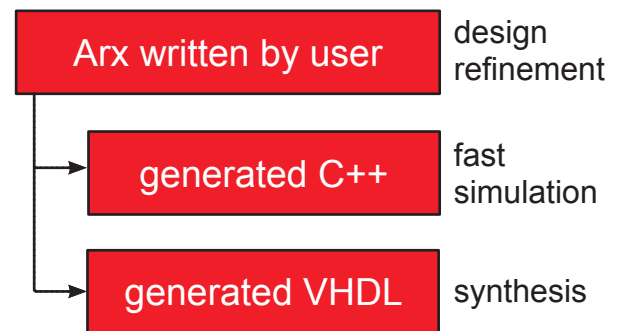 Arx written by user
design
refinement
generated C++
fast
simulation
generated VHDL
synthesis